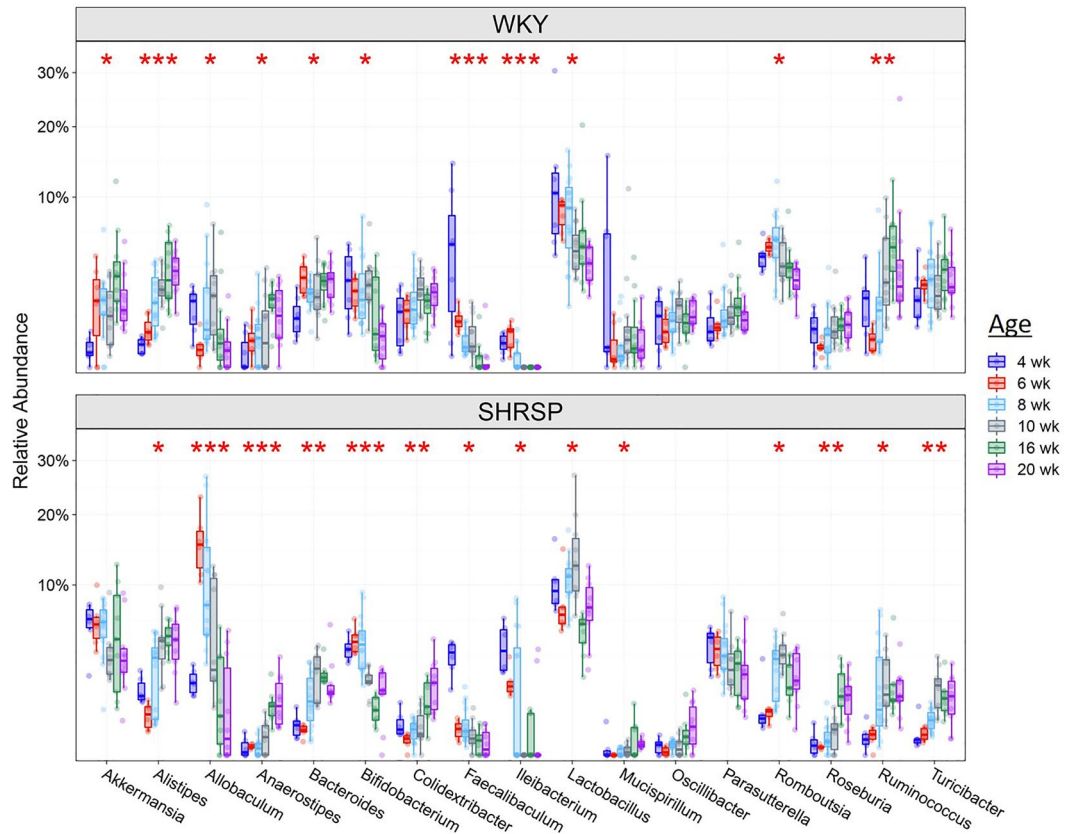 WKY
* *** * * * * *** *** * * **
30%
20%
10%
Relative Abundance
SHRSP
* *** *** ** *** ** * * * * * ** * **
30%
20%
10%
Akkermansia
Alistipes
Allobaculum
Anaerostipes
Bacteroides
Bifidobacterium
Colidextribacter
Faecalibaculum
Ileibacterium
Lactobacillus
Mucispirillum
Oscillibacter
Parasutterella
Romboutsia
Roseburia
Ruminococcus
Turicibacter
Age
4 wk
6 wk
8 wk
10 wk
16 wk
20 wk